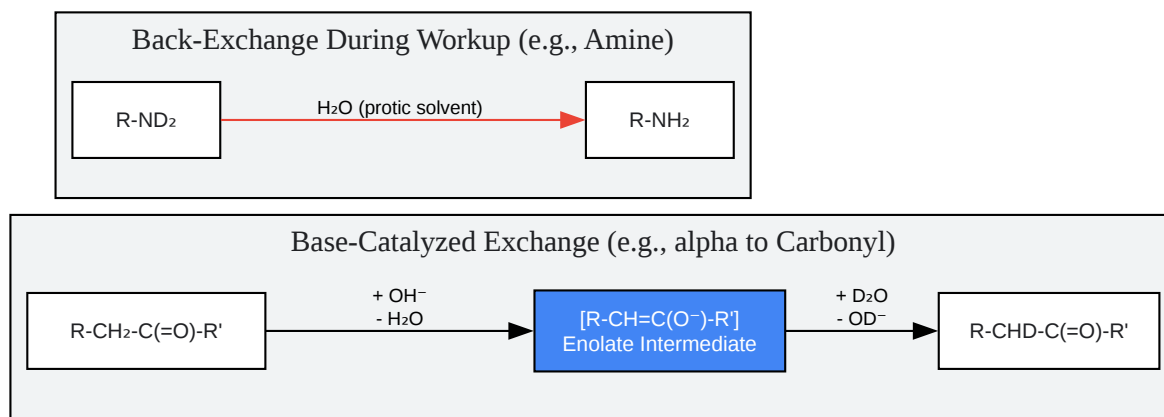 Back-Exchange During Workup (e.g., Amine)
R-ND₂
H₂O (protic solvent)
R-NH₂
Base-Catalyzed Exchange (e.g., alpha to Carbonyl)
R-CH₂-C(=O)-R'
+ OH⁻
- H₂O
[R-CH=C(O⁻)-R']
Enolate Intermediate
+ D₂O
- OD⁻
R-CHD-C(=O)-R'